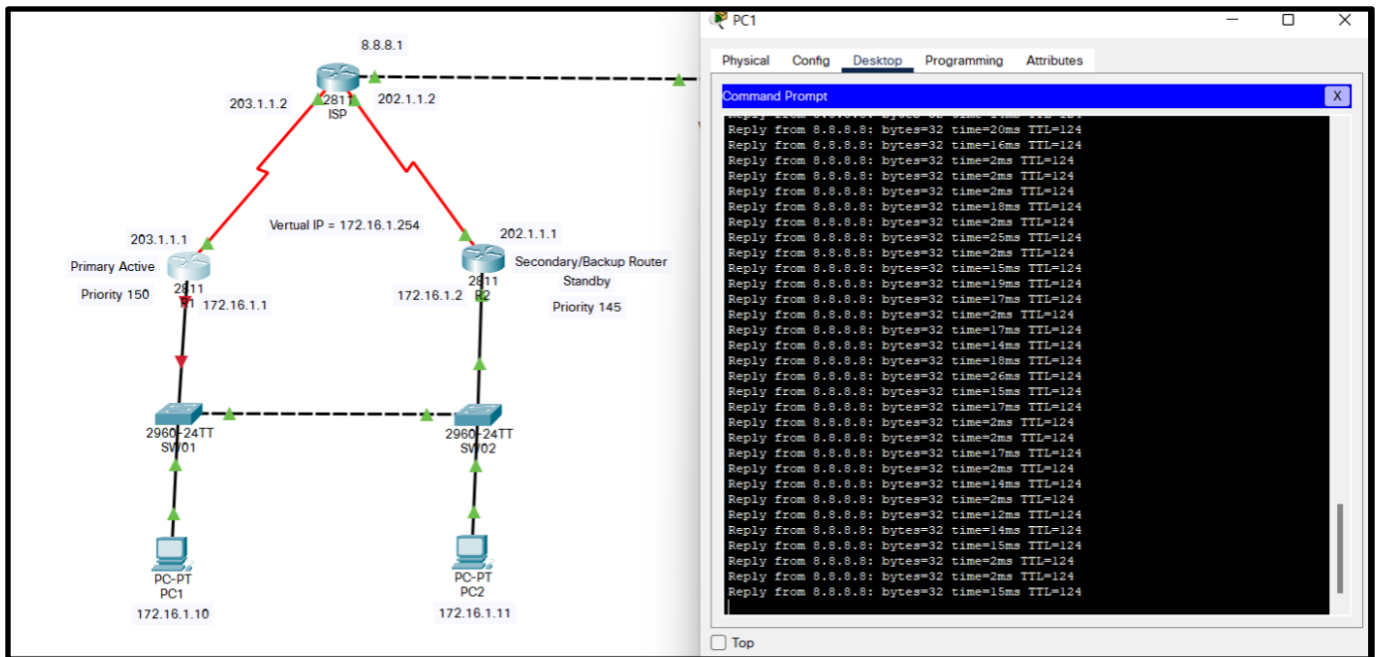 8.8.8.1
203.1.1.2
202.1.1.2
2811
ISP
Vertual IP = 172.16.1.254
203.1.1.1
202.1.1.1
Primary Active
Priority 150
2811
R1
172.16.1.1
Secondary/Backup Router
Standby
Priority 145
2811
R2
172.16.1.2
2960-24TT
SW01
2960-24TT
SW02
PC-PT
PC1
172.16.1.10
PC-PT
PC2
172.16.1.11
PC1
Physical Config Desktop Programming Attributes
Command Prompt X
Reply from 8.8.8.8: bytes=32 time=20ms TTL=124
Reply from 8.8.8.8: bytes=32 time=16ms TTL=124
Reply from 8.8.8.8: bytes=32 time=2ms TTL=124
Reply from 8.8.8.8: bytes=32 time=2ms TTL=124
Reply from 8.8.8.8: bytes=32 time=2ms TTL=124
Reply from 8.8.8.8: bytes=32 time=18ms TTL=124
Reply from 8.8.8.8: bytes=32 time=2ms TTL=124
Reply from 8.8.8.8: bytes=32 time=25ms TTL=124
Reply from 8.8.8.8: bytes=32 time=2ms TTL=124
Reply from 8.8.8.8: bytes=32 time=15ms TTL=124
Reply from 8.8.8.8: bytes=32 time=19ms TTL=124
Reply from 8.8.8.8: bytes=32 time=17ms TTL=124
Reply from 8.8.8.8: bytes=32 time=2ms TTL=124
Reply from 8.8.8.8: bytes=32 time=17ms TTL=124
Reply from 8.8.8.8: bytes=32 time=14ms TTL=124
Reply from 8.8.8.8: bytes=32 time=18ms TTL=124
Reply from 8.8.8.8: bytes=32 time=26ms TTL=124
Reply from 8.8.8.8: bytes=32 time=15ms TTL=124
Reply from 8.8.8.8: bytes=32 time=17ms TTL=124
Reply from 8.8.8.8: bytes=32 time=2ms TTL=124
Reply from 8.8.8.8: bytes=32 time=2ms TTL=124
Reply from 8.8.8.8: bytes=32 time=17ms TTL=124
Reply from 8.8.8.8: bytes=32 time=2ms TTL=124
Reply from 8.8.8.8: bytes=32 time=14ms TTL=124
Reply from 8.8.8.8: bytes=32 time=2ms TTL=124
Reply from 8.8.8.8: bytes=32 time=12ms TTL=124
Reply from 8.8.8.8: bytes=32 time=14ms TTL=124
Reply from 8.8.8.8: bytes=32 time=15ms TTL=124
Reply from 8.8.8.8: bytes=32 time=2ms TTL=124
Reply from 8.8.8.8: bytes=32 time=2ms TTL=124
Reply from 8.8.8.8: bytes=32 time=15ms TTL=124
Top